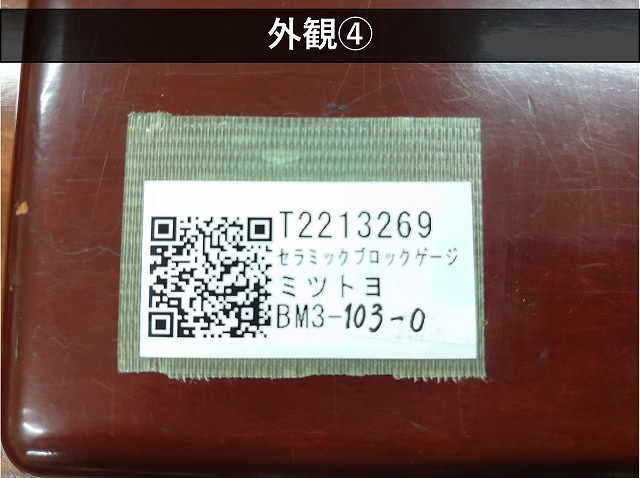 外観④
T2213269
セラミックブロックゲージ
ミツトヨ
BM3-103-0